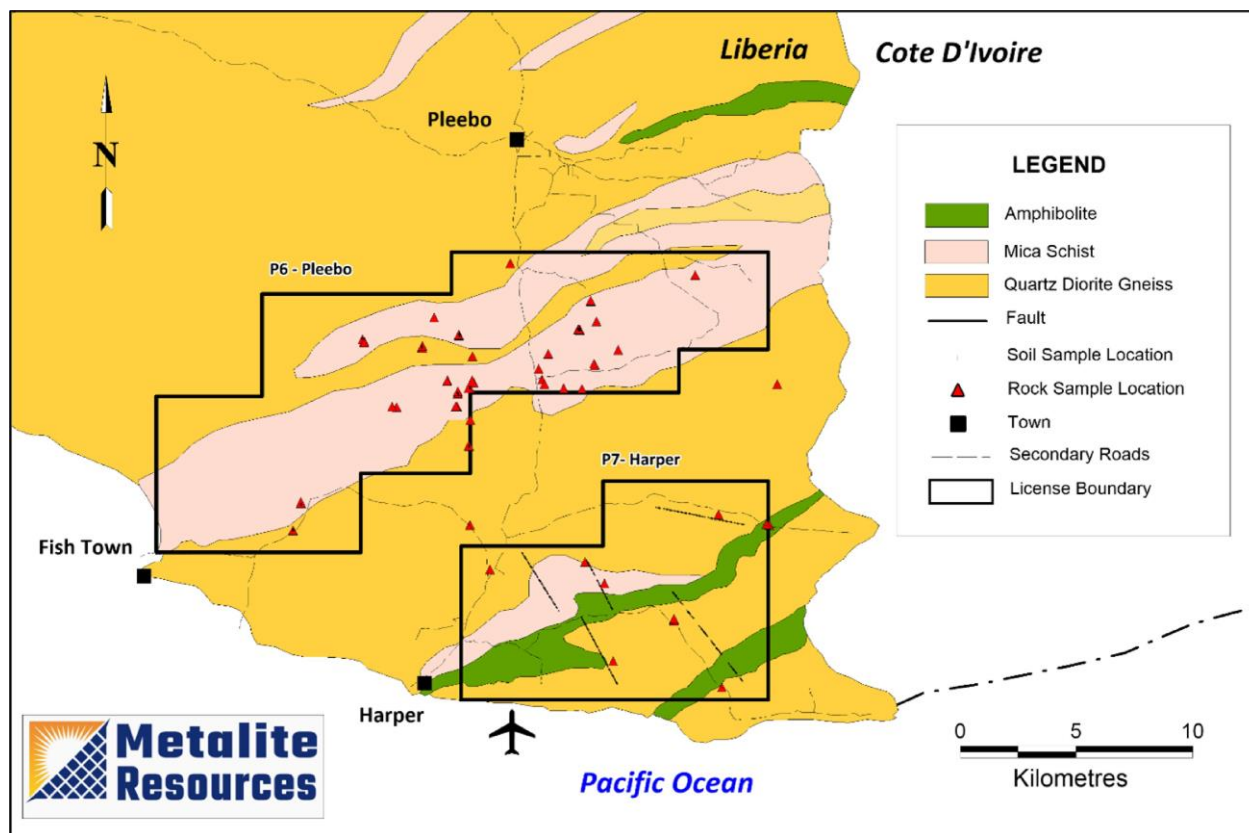 Liberia
Cote D'Ivoire
Pleebo
N
P6 - Pleebo
P7- Harper
Fish Town
Harper
Pacific Ocean
LEGEND
Amphibolite
Mica Schist
Quartz Diorite Gneiss
Fault
Soil Sample Location
Rock Sample Location
Town
Secondary Roads
License Boundary
0 5 10
Kilometres
Metalite
Resources